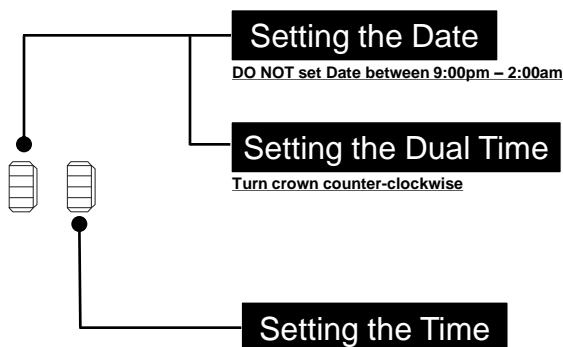 Setting the Date
DO NOT set Date between 9:00pm – 2:00am
Setting the Dual Time
Turn crown counter-clockwise
Setting the Time